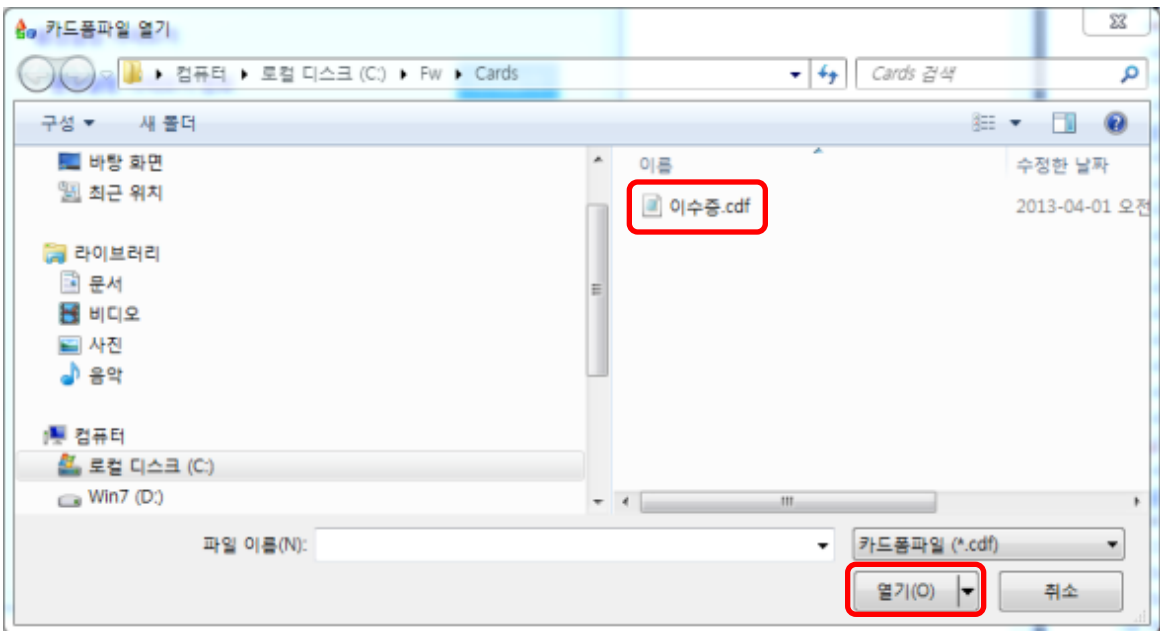 카드폼파일 열기
컴퓨터 ▸ 로컬 디스크 (C:) ▸ Fw ▸ Cards
Cards 검색
구성 새 폴더
바탕 화면
최근 위치
라이브러리
문서
비디오
사진
음악
컴퓨터
로컬 디스크 (C:)
Win7 (D:)
이름 수정한 날짜
이수증.cdf 2013-04-01 오전
파일 이름(N): 카드폼파일 (*.cdf)
열기(O) 취소